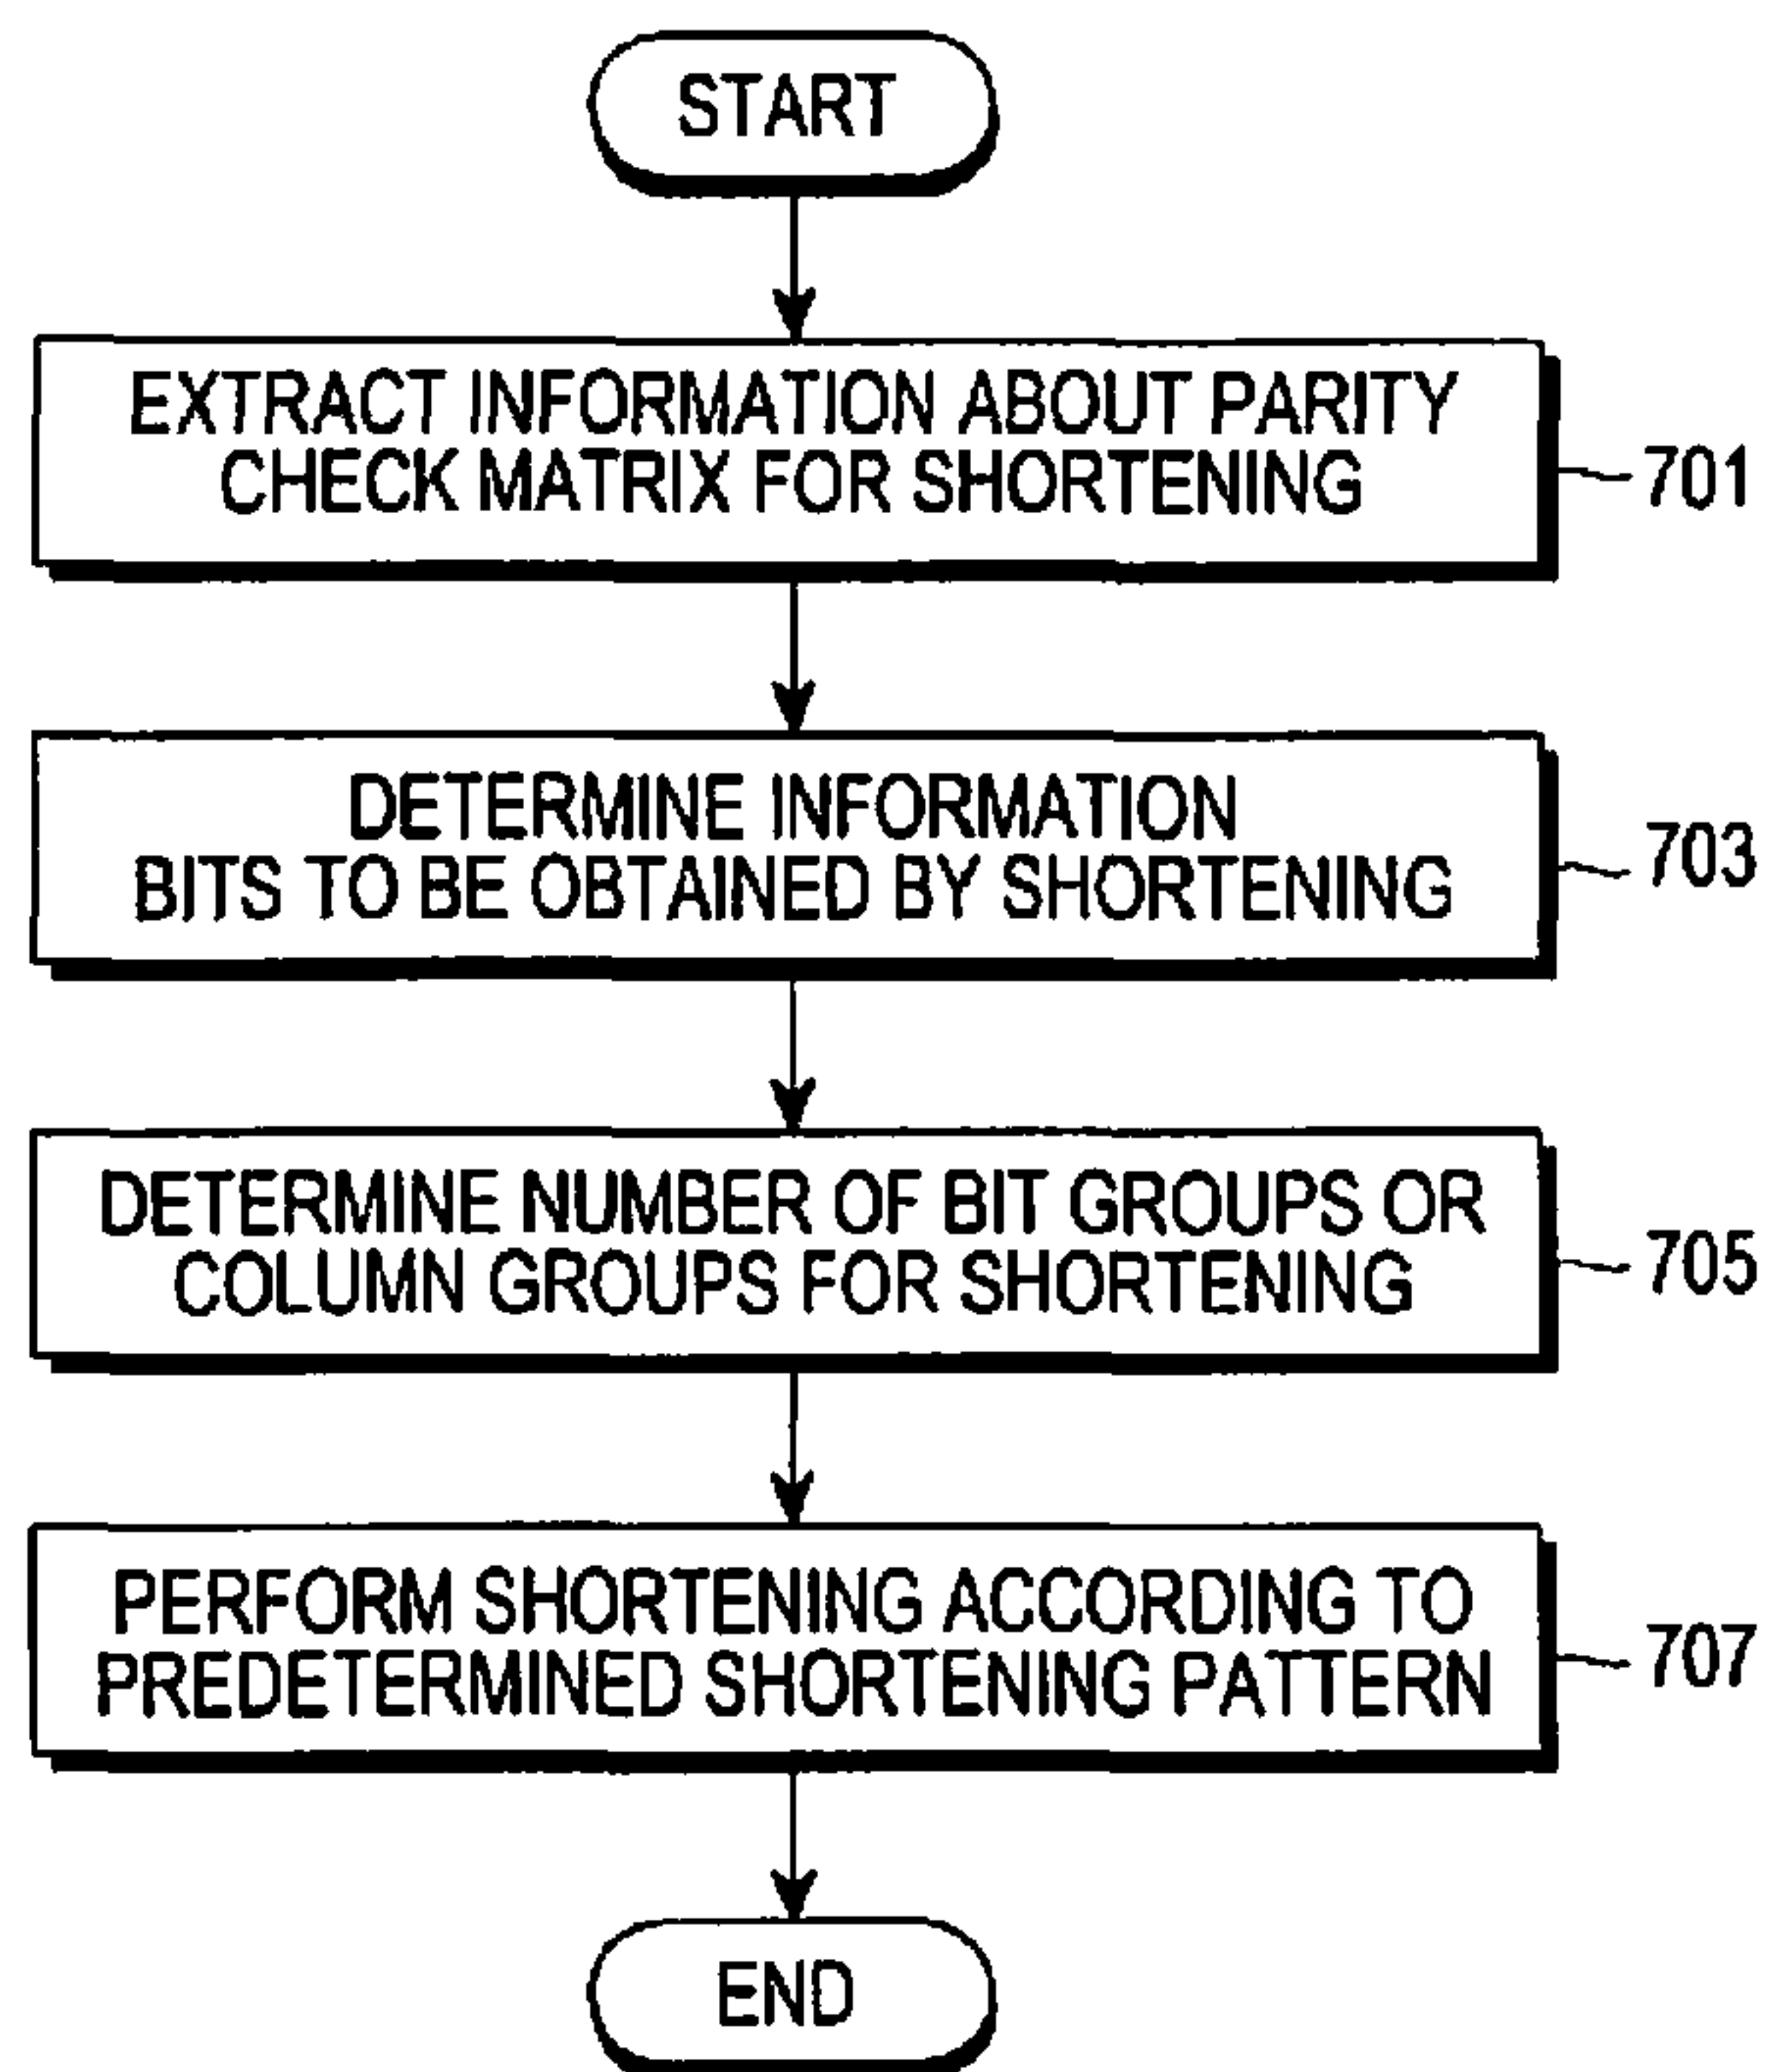 START
EXTRACT INFORMATION ABOUT PARITY
CHECK MATRIX FOR SHORTENING
701
DETERMINE INFORMATION
BITS TO BE OBTAINED BY SHORTENING
703
DETERMINE NUMBER OF BIT GROUPS OR
COLUMN GROUPS FOR SHORTENING
705
PERFORM SHORTENING ACCORDING TO
PREDETERMINED SHORTENING PATTERN
707
END